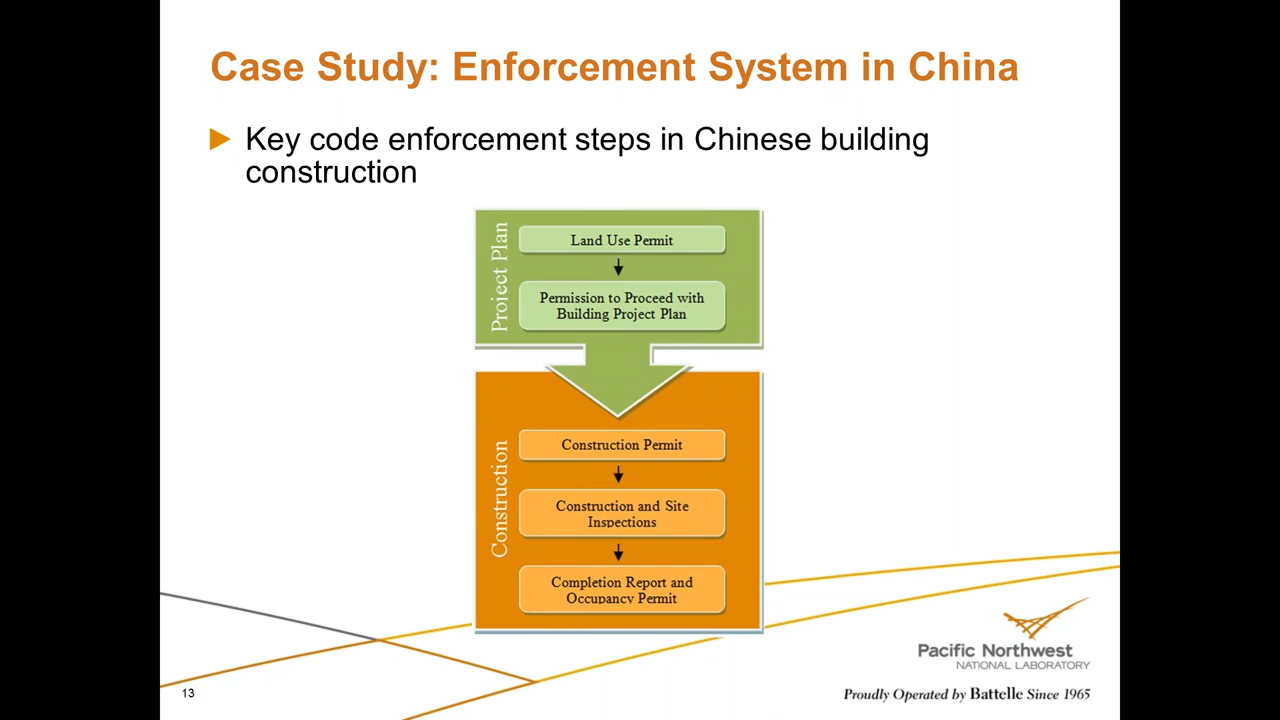 Case Study: Enforcement System in China
Key code enforcement steps in Chinese building
construction
Project Plan
Land Use Permit
Permission to Proceed with
Building Project Plan
Construction
Construction Permit
Construction and Site
Inspections
Completion Report and
Occupancy Permit
Pacific Northwest
NATIONAL LABORATORY
Proudly Operated by Battelle Since 1965
13